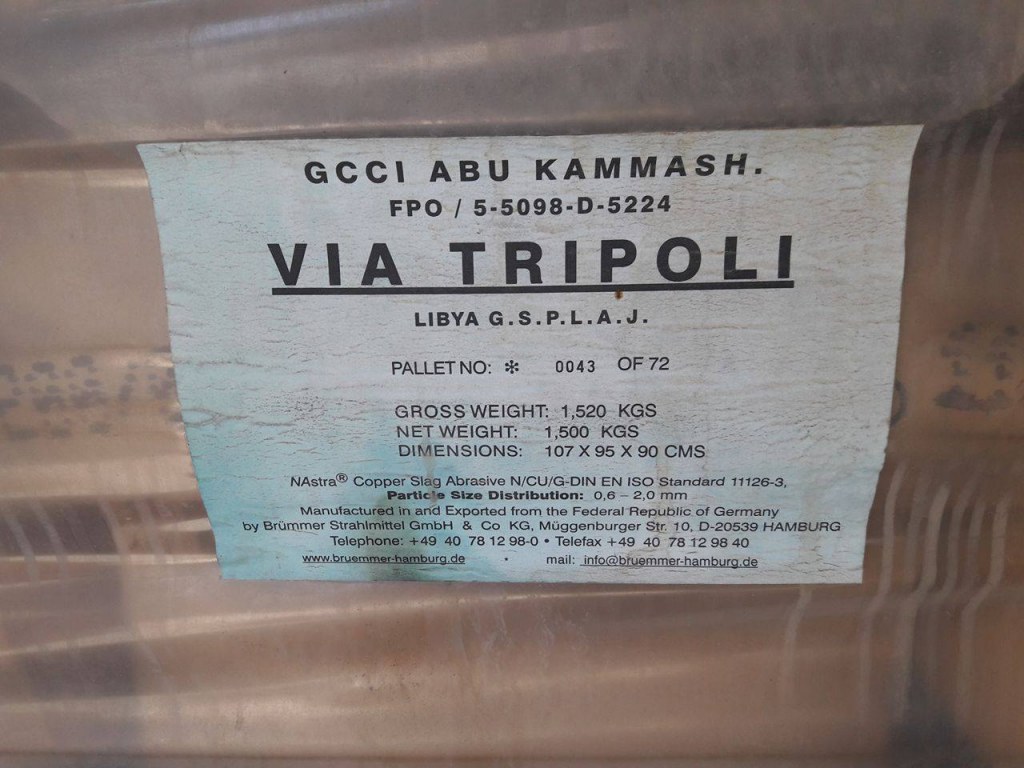 GCCI ABU KAMMASH.
FPO / 5-5098-D-5224
VIA TRIPOLI
LIBYA G.S.P.L.A.J.
PALLET NO: * 0043 OF 72
GROSS WEIGHT: 1,520 KGS
NET WEIGHT: 1,500 KGS
DIMENSIONS: 107 X 95 X 90 CMS
NAstra® Copper Slag Abrasive N/CU/G-DIN EN ISO Standard 11126-3,
Particle Size Distribution: 0,6 – 2,0 mm
Manufactured in and Exported from the Federal Republic of Germany
by Brümmer Strahlmittel GmbH & Co KG, Müggenburger Str. 10, D-20539 HAMBURG
Telephone: +49 40 78 12 98-0 • Telefax +49 40 78 12 98 40
www.bruemmer-hamburg.de • mail: info@bruemmer-hamburg.de